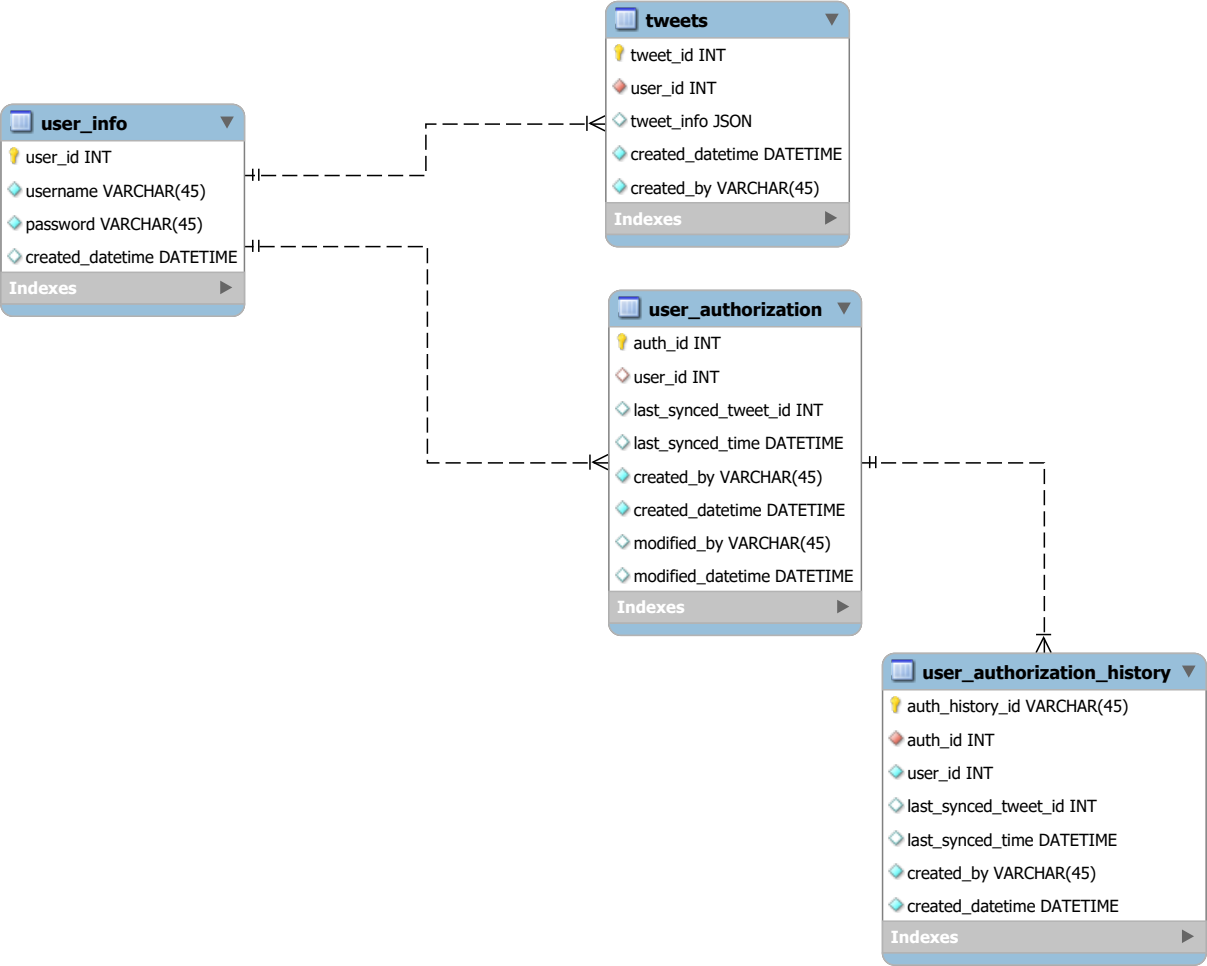 tweets
tweet_id INT
user_id INT
tweet_info JSON
created_datetime DATETIME
created_by VARCHAR(45)
Indexes
user_info
user_id INT
username VARCHAR(45)
password VARCHAR(45)
created_datetime DATETIME
Indexes
user_authorization
auth_id INT
user_id INT
last_synced_tweet_id INT
last_synced_time DATETIME
created_by VARCHAR(45)
created_datetime DATETIME
modified_by VARCHAR(45)
modified_datetime DATETIME
Indexes
user_authorization_history
auth_history_id VARCHAR(45)
auth_id INT
user_id INT
last_synced_tweet_id INT
last_synced_time DATETIME
created_by VARCHAR(45)
created_datetime DATETIME
Indexes